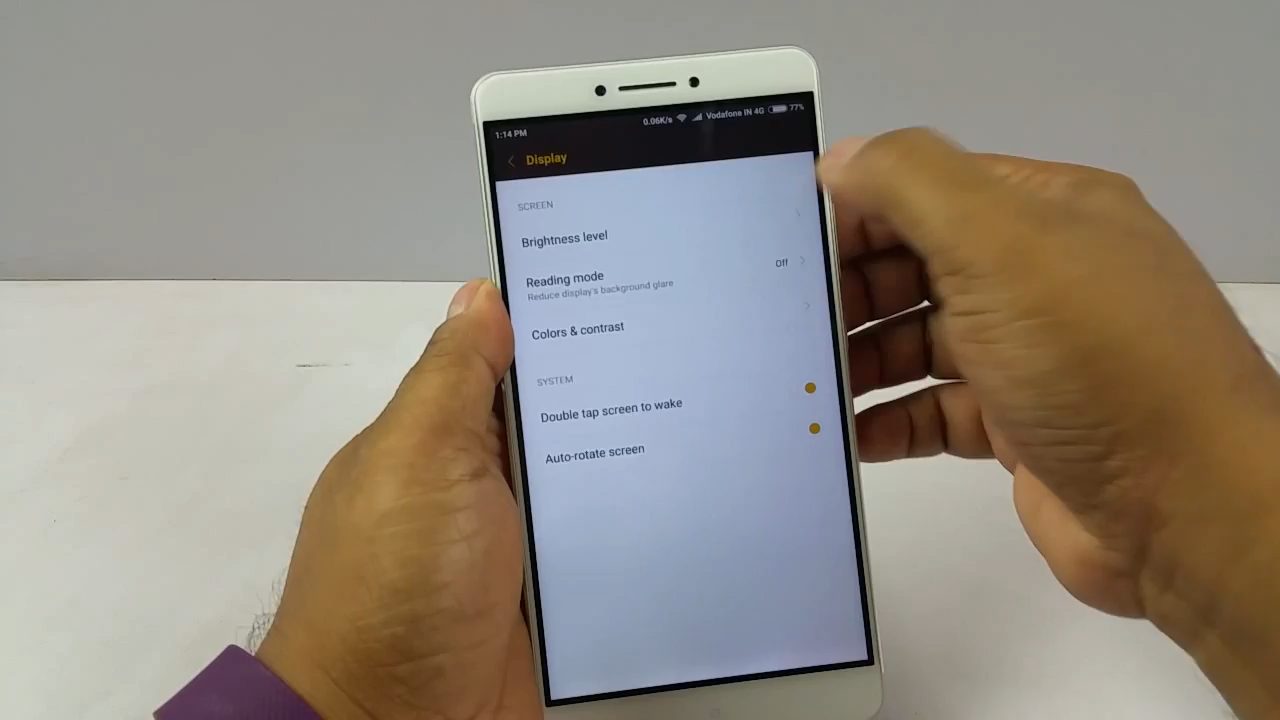 1:14 PM 0.06K/s Vodafone IN 4G 77%
Display
SCREEN
Brightness level
Reading mode Off
Reduce display's background glare
Colors & contrast
SYSTEM
Double tap screen to wake
Auto-rotate screen